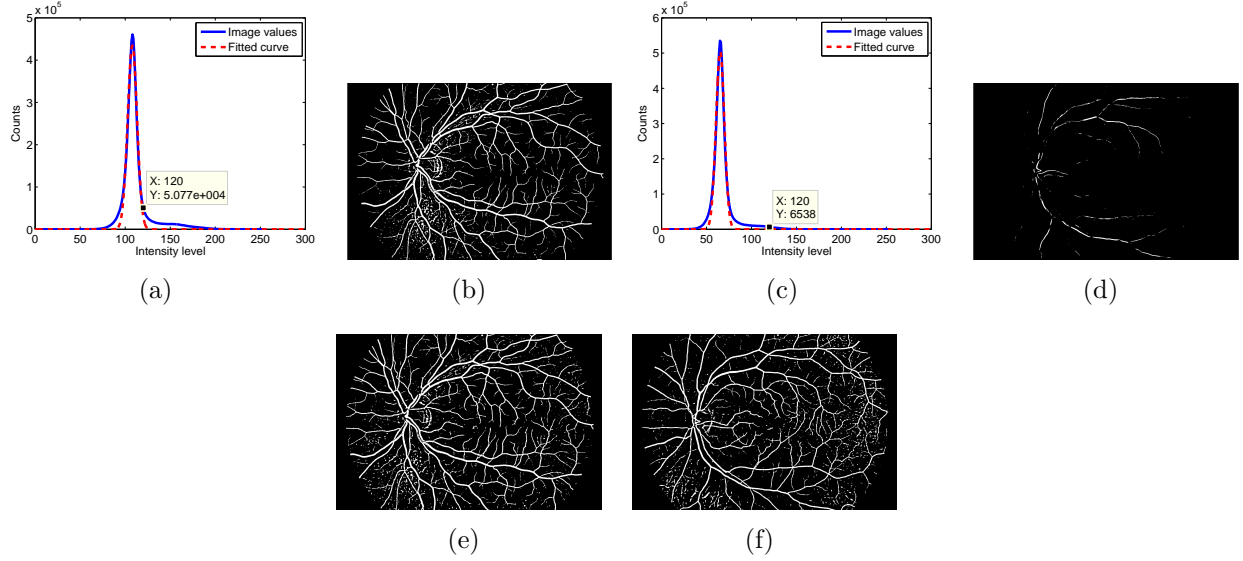 x 10^5
5
4
3
2
1
0
Counts
0 50 100 150 200 250 300
Intensity level
Image values
Fitted curve
X: 120
Y: 5.077e+004
(a)
(b)
x 10^5
6
5
4
3
2
1
0
Counts
0 50 100 150 200 250 300
Intensity level
Image values
Fitted curve
X: 120
Y: 6538
(c)
(d)
(e)
(f)